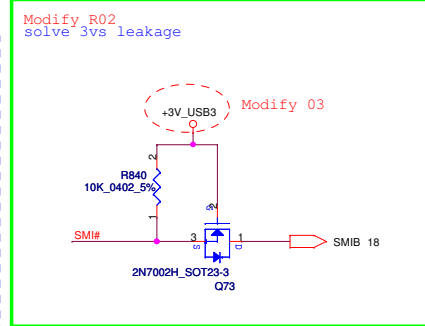 Modify R02
solve 3vs leakage
+3V_USB3
Modify 03
2
R840
10K_0402_5%
1
2
G
SMI#
3
S
1
D
SMIB 18
2N7002H_SOT23-3
Q73